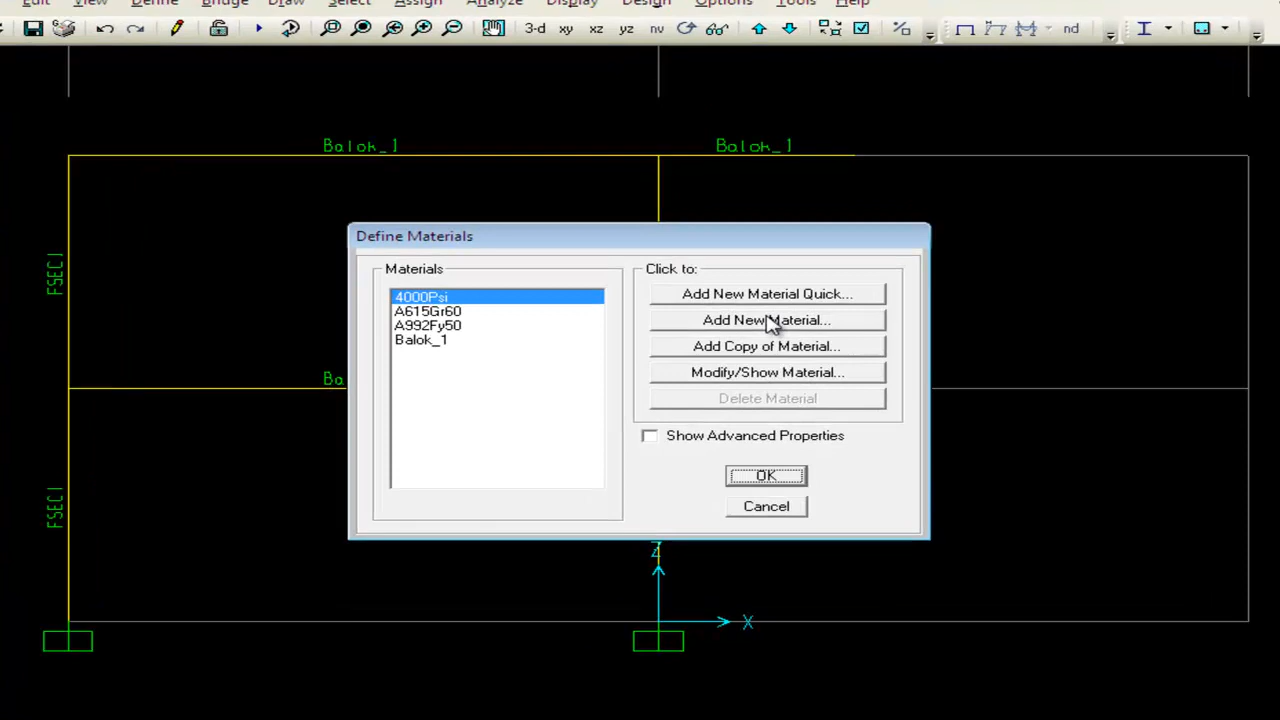 Edit View Define Bridge Draw Select Assign Analyze Display Design Options Tools Help
3-d xy xz yz nv nd
Balok_1 Balok_1
Define Materials
Materials
Click to:
4000Psi
A615Gr60
A992Fy50
Balok_1
Add New Material Quick...
Add New Material...
Add Copy of Material...
Modify/Show Material...
Delete Material
Show Advanced Properties
OK
Cancel
FSEC1
Ba
FSEC1
Z
X